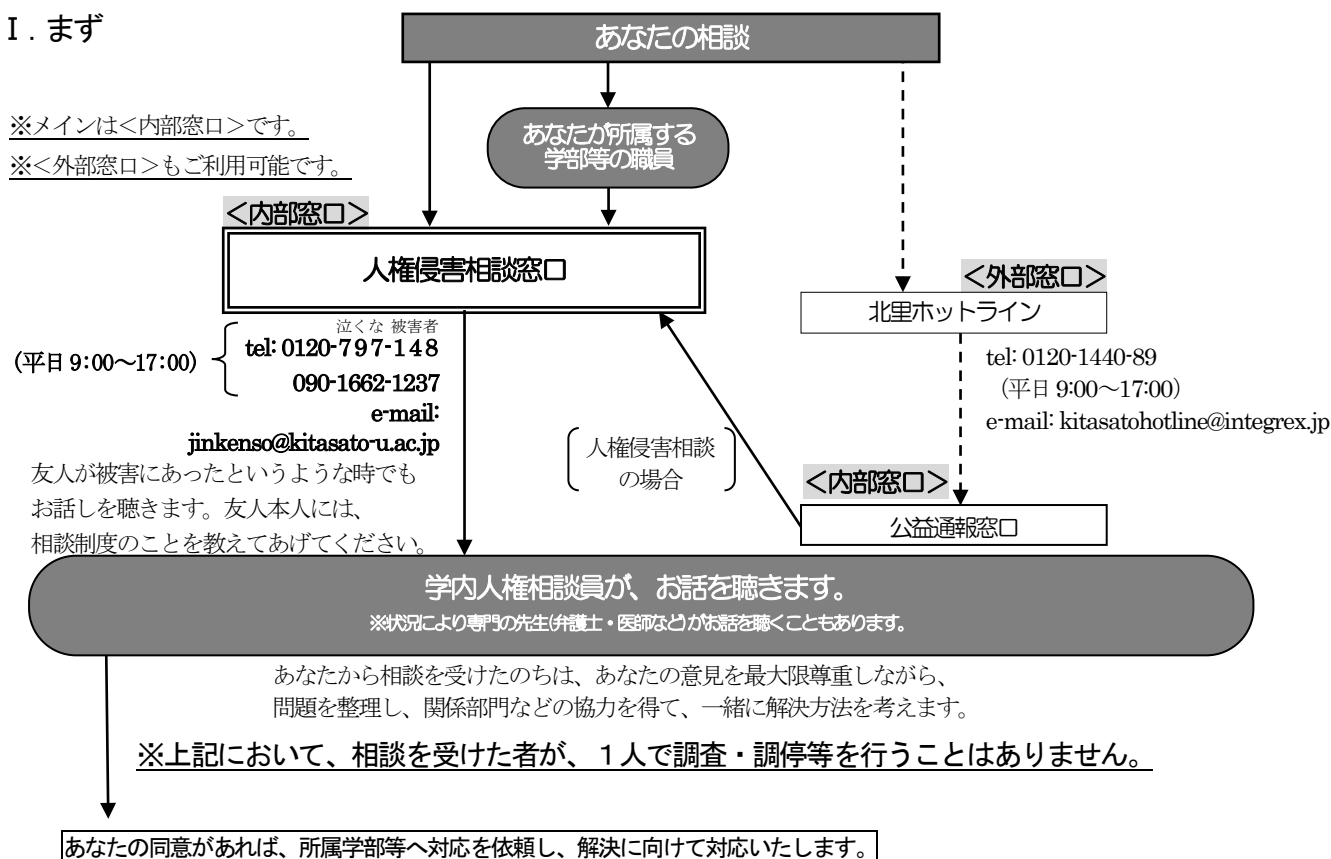 Ⅰ．まず
あなたの相談
※メインは＜内部窓口＞です。
※＜外部窓口＞もご利用可能です。
あなたが所属する
学部等の職員
＜内部窓口＞
人権侵害相談窓口
＜外部窓口＞
北里ホットライン
泣くな 被害者
(平日 9:00～17:00)
tel: 0120-797-148
090-1662-1237
e-mail:
jinkenso@kitasato-u.ac.jp
tel: 0120-1440-89
（平日 9:00～17:00）
e-mail: kitasatohotline@integrex.jp
人権侵害相談
の場合
＜内部窓口＞
公益通報窓口
友人が被害にあったというような時でも
お話しを聴きます。友人本人には、
相談制度のことを教えてあげてください。
学内人権相談員が、お話を聴きます。
※状況により専門の先生(弁護士・医師など)がお話を聴くこともあります。
あなたから相談を受けたのちは、あなたの意見を最大限尊重しながら、
問題を整理し、関係部門などの協力を得て、一緒に解決方法を考えます。
※上記において、相談を受けた者が、１人で調査・調停等を行うことはありません。
あなたの同意があれば、所属学部等へ対応を依頼し、解決に向けて対応いたします。